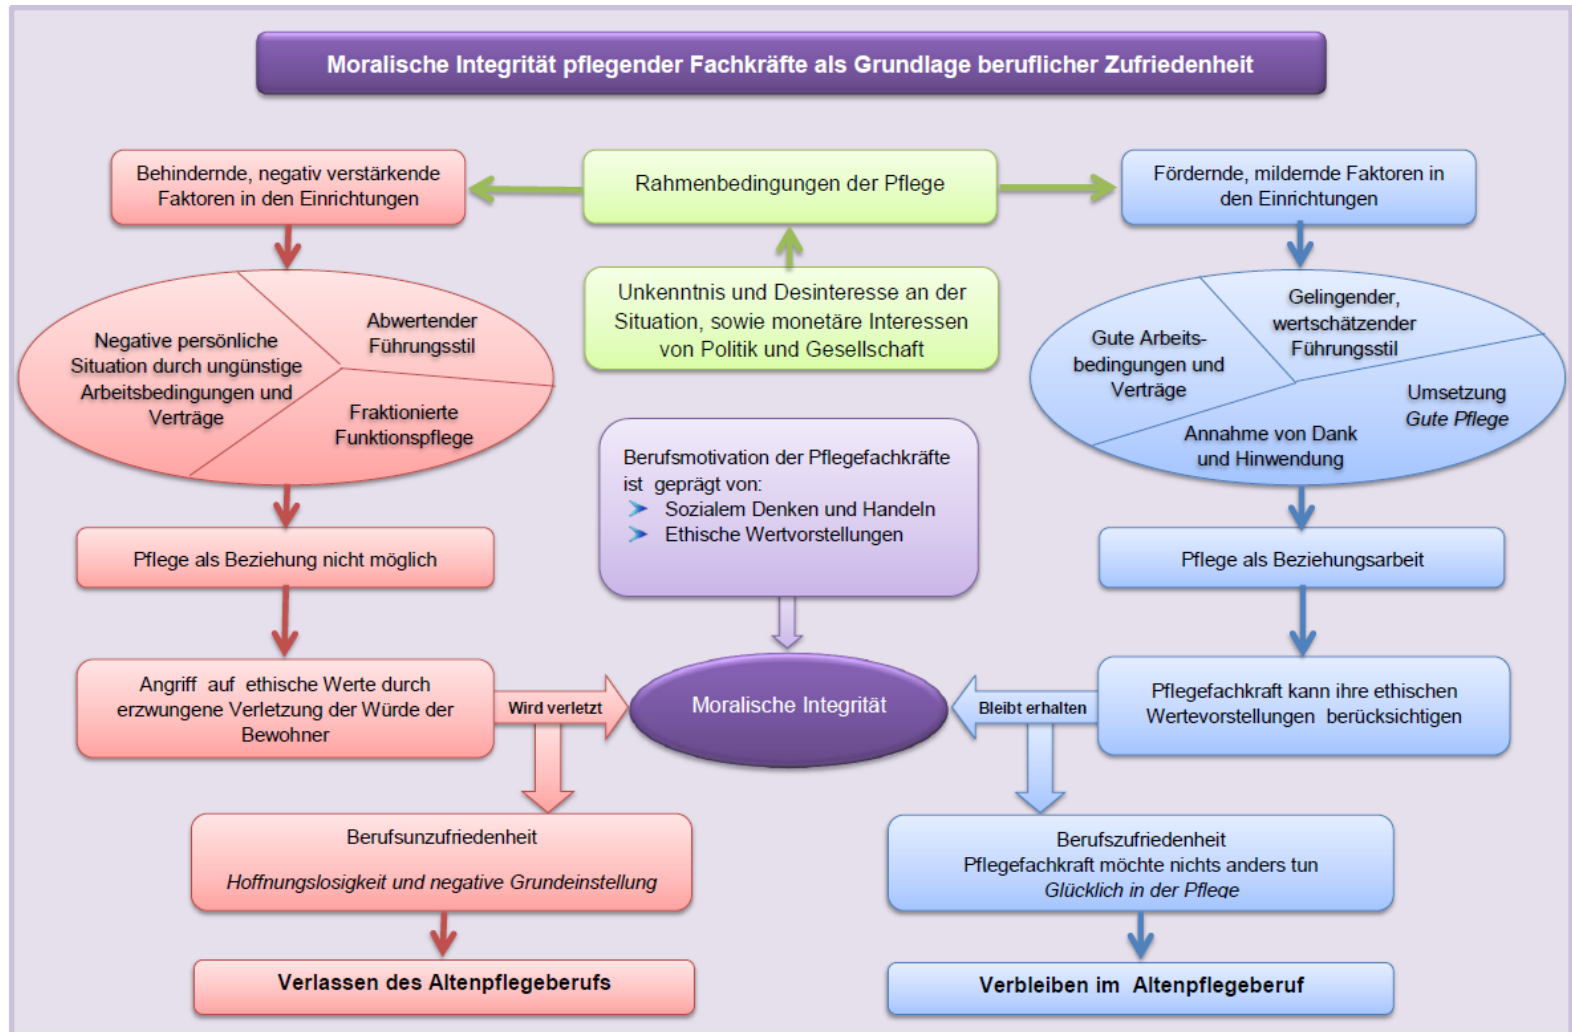 Moralische Integrität pflegender Fachkräfte als Grundlage beruflicher Zufriedenheit
Behindernde, negativ verstärkende
Faktoren in den Einrichtungen
Rahmenbedingungen der Pflege
Fördernde, mildernde Faktoren in
den Einrichtungen
Unkenntnis und Desinteresse an der
Situation, sowie monetäre Interessen
von Politik und Gesellschaft
Negative persönliche
Situation durch ungünstige
Arbeitsbedingungen und
Verträge
Abwertender
Führungsstil
Fraktionierte
Funktionspflege
Gute Arbeits-
bedingungen und
Verträge
Gelingender,
wertschätzender
Führungsstil
Umsetzung
Gute Pflege
Annahme von Dank
und Hinwendung
Berufsmotivation der Pflegefachkräfte
ist geprägt von:
Sozialem Denken und Handeln
Ethische Wertvorstellungen
Pflege als Beziehung nicht möglich
Pflege als Beziehungsarbeit
Angriff auf ethische Werte durch
erzwungene Verletzung der Würde der
Bewohner
Wird verletzt
Moralische Integrität
Bleibt erhalten
Pflegefachkraft kann ihre ethischen
Wertevorstellungen berücksichtigen
Berufsunzufriedenheit
Hoffnungslosigkeit und negative Grundeinstellung
Berufszufriedenheit
Pflegefachkraft möchte nichts anders tun
Glücklich in der Pflege
Verlassen des Altenpflegeberufs
Verbleiben im Altenpflegeberuf